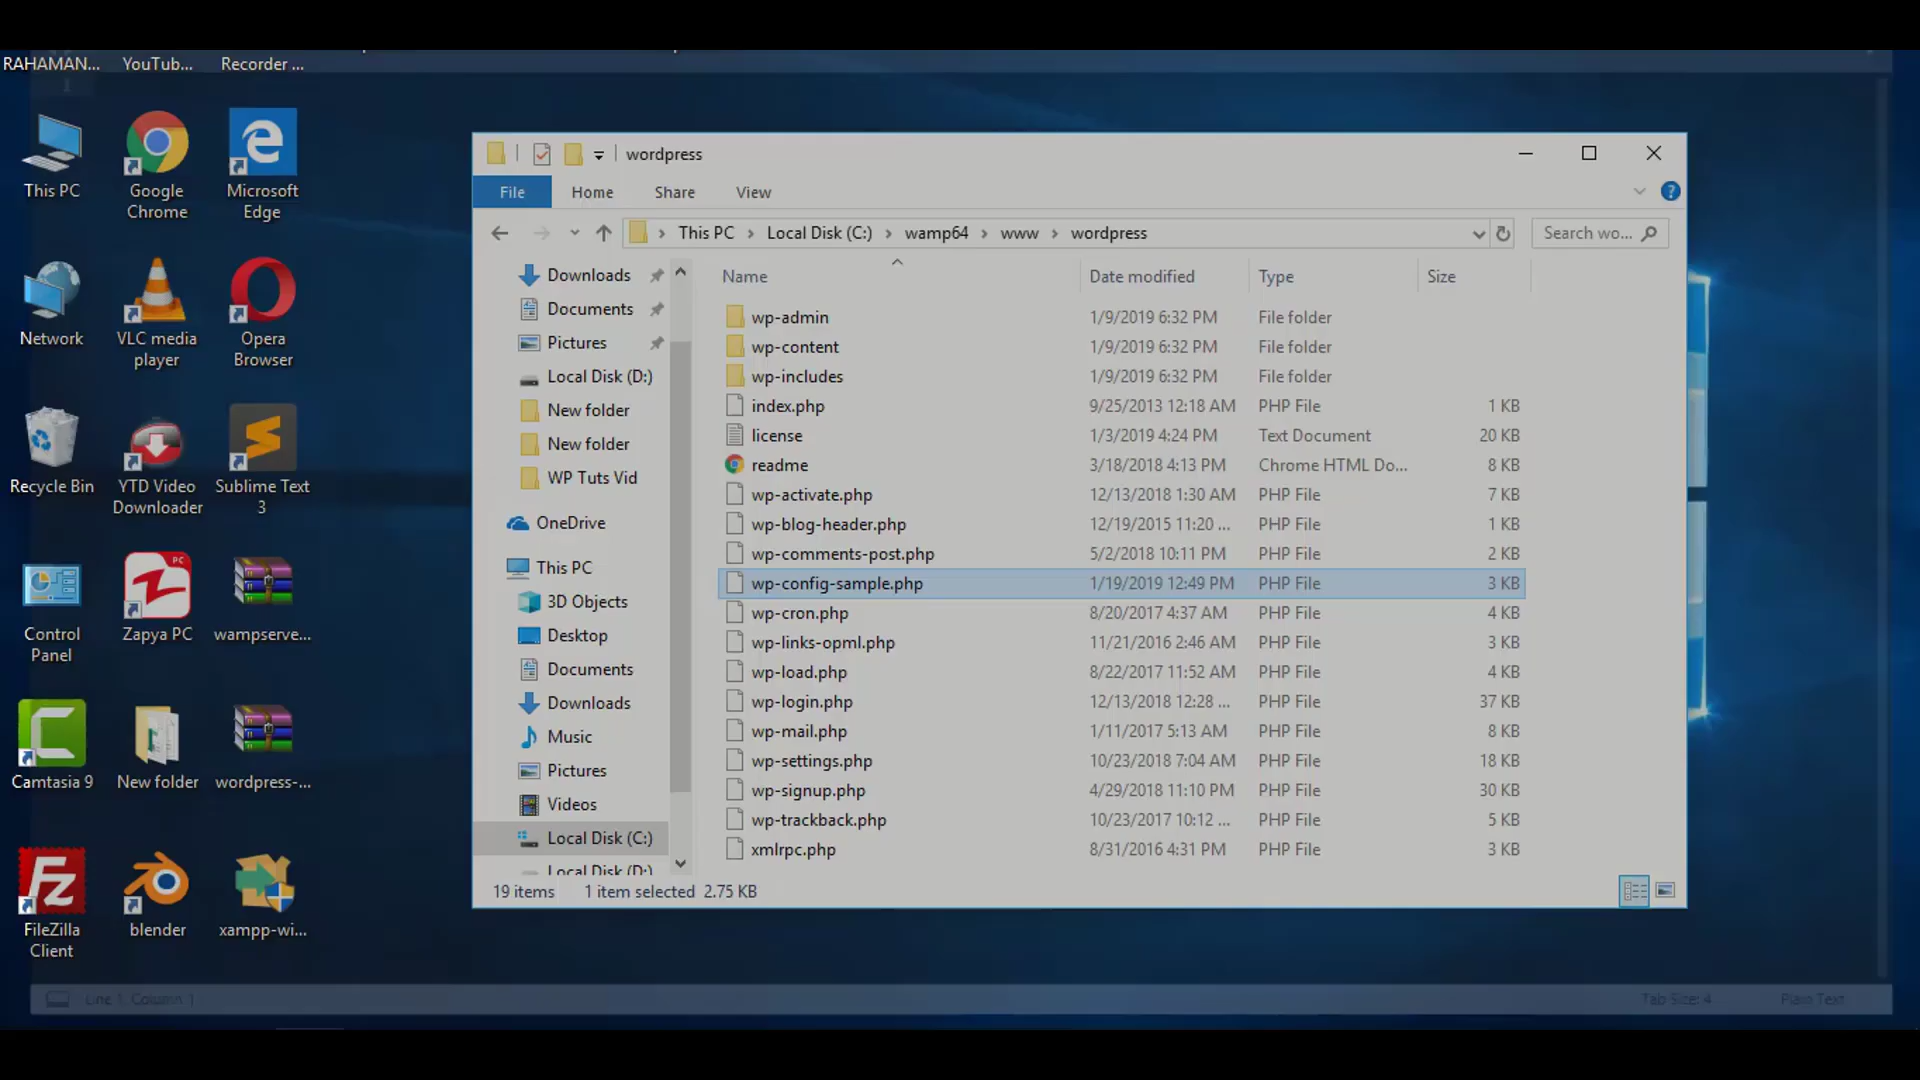 RAHAMAN... YouTub... Recorder ...
This PC
Google
Chrome
Microsoft
Edge
Network
VLC media
player
Opera
Browser
Recycle Bin
YTD Video
Downloader
Sublime Text
3
Control
Panel
Zapya PC
wampserve...
Camtasia 9
New folder
wordpress-...
FileZilla
Client
blender
xampp-wi...
wordpress
File Home Share View
This PC Local Disk (C:) wamp64 www wordpress
Search wo...
Downloads
Documents
Pictures
Local Disk (D:)
New folder
New folder
WP Tuts Vid
OneDrive
This PC
3D Objects
Desktop
Documents
Downloads
Music
Pictures
Videos
Local Disk (C:)
Local Disk (D:)
Name Date modified Type Size
wp-admin 1/9/2019 6:32 PM File folder
wp-content 1/9/2019 6:32 PM File folder
wp-includes 1/9/2019 6:32 PM File folder
index.php 9/25/2013 12:18 AM PHP File 1 KB
license 1/3/2019 4:24 PM Text Document 20 KB
readme 3/18/2018 4:13 PM Chrome HTML Do... 8 KB
wp-activate.php 12/13/2018 1:30 AM PHP File 7 KB
wp-blog-header.php 12/19/2015 11:20 ... PHP File 1 KB
wp-comments-post.php 5/2/2018 10:11 PM PHP File 2 KB
wp-config-sample.php 1/19/2019 12:49 PM PHP File 3 KB
wp-cron.php 8/20/2017 4:37 AM PHP File 4 KB
wp-links-opml.php 11/21/2016 2:46 AM PHP File 3 KB
wp-load.php 8/22/2017 11:52 AM PHP File 4 KB
wp-login.php 12/13/2018 12:28 ... PHP File 37 KB
wp-mail.php 1/11/2017 5:13 AM PHP File 8 KB
wp-settings.php 10/23/2018 7:04 AM PHP File 18 KB
wp-signup.php 4/29/2018 11:10 PM PHP File 30 KB
wp-trackback.php 10/23/2017 10:12 ... PHP File 5 KB
xmlrpc.php 8/31/2016 4:31 PM PHP File 3 KB
19 items 1 item selected 2.75 KB
Line 1, Column 1 Tab Size: 4 Plain Text